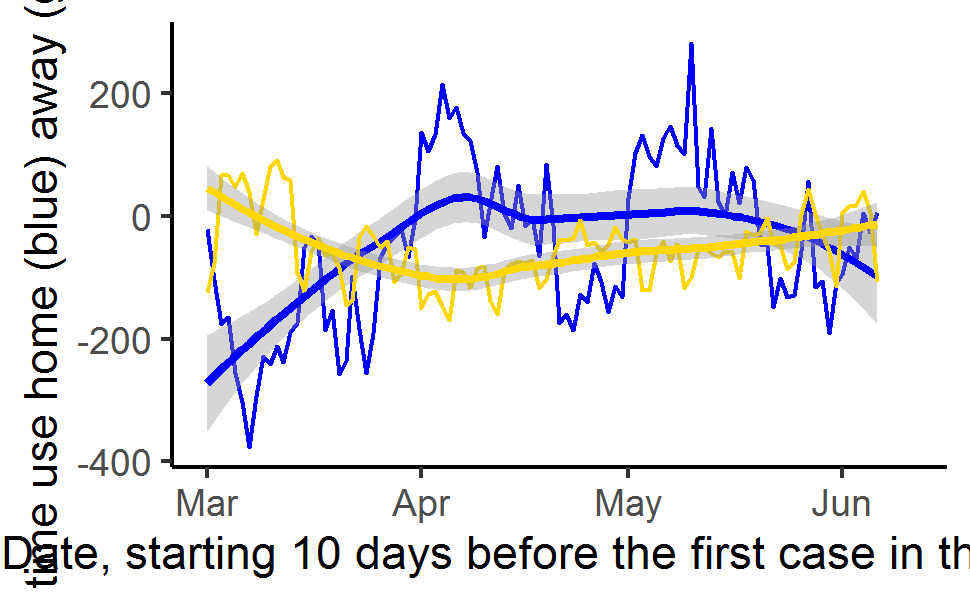 time use home (blue) away (
200
0
-200
-400
Mar Apr May Jun
Date, starting 10 days before the first case in th